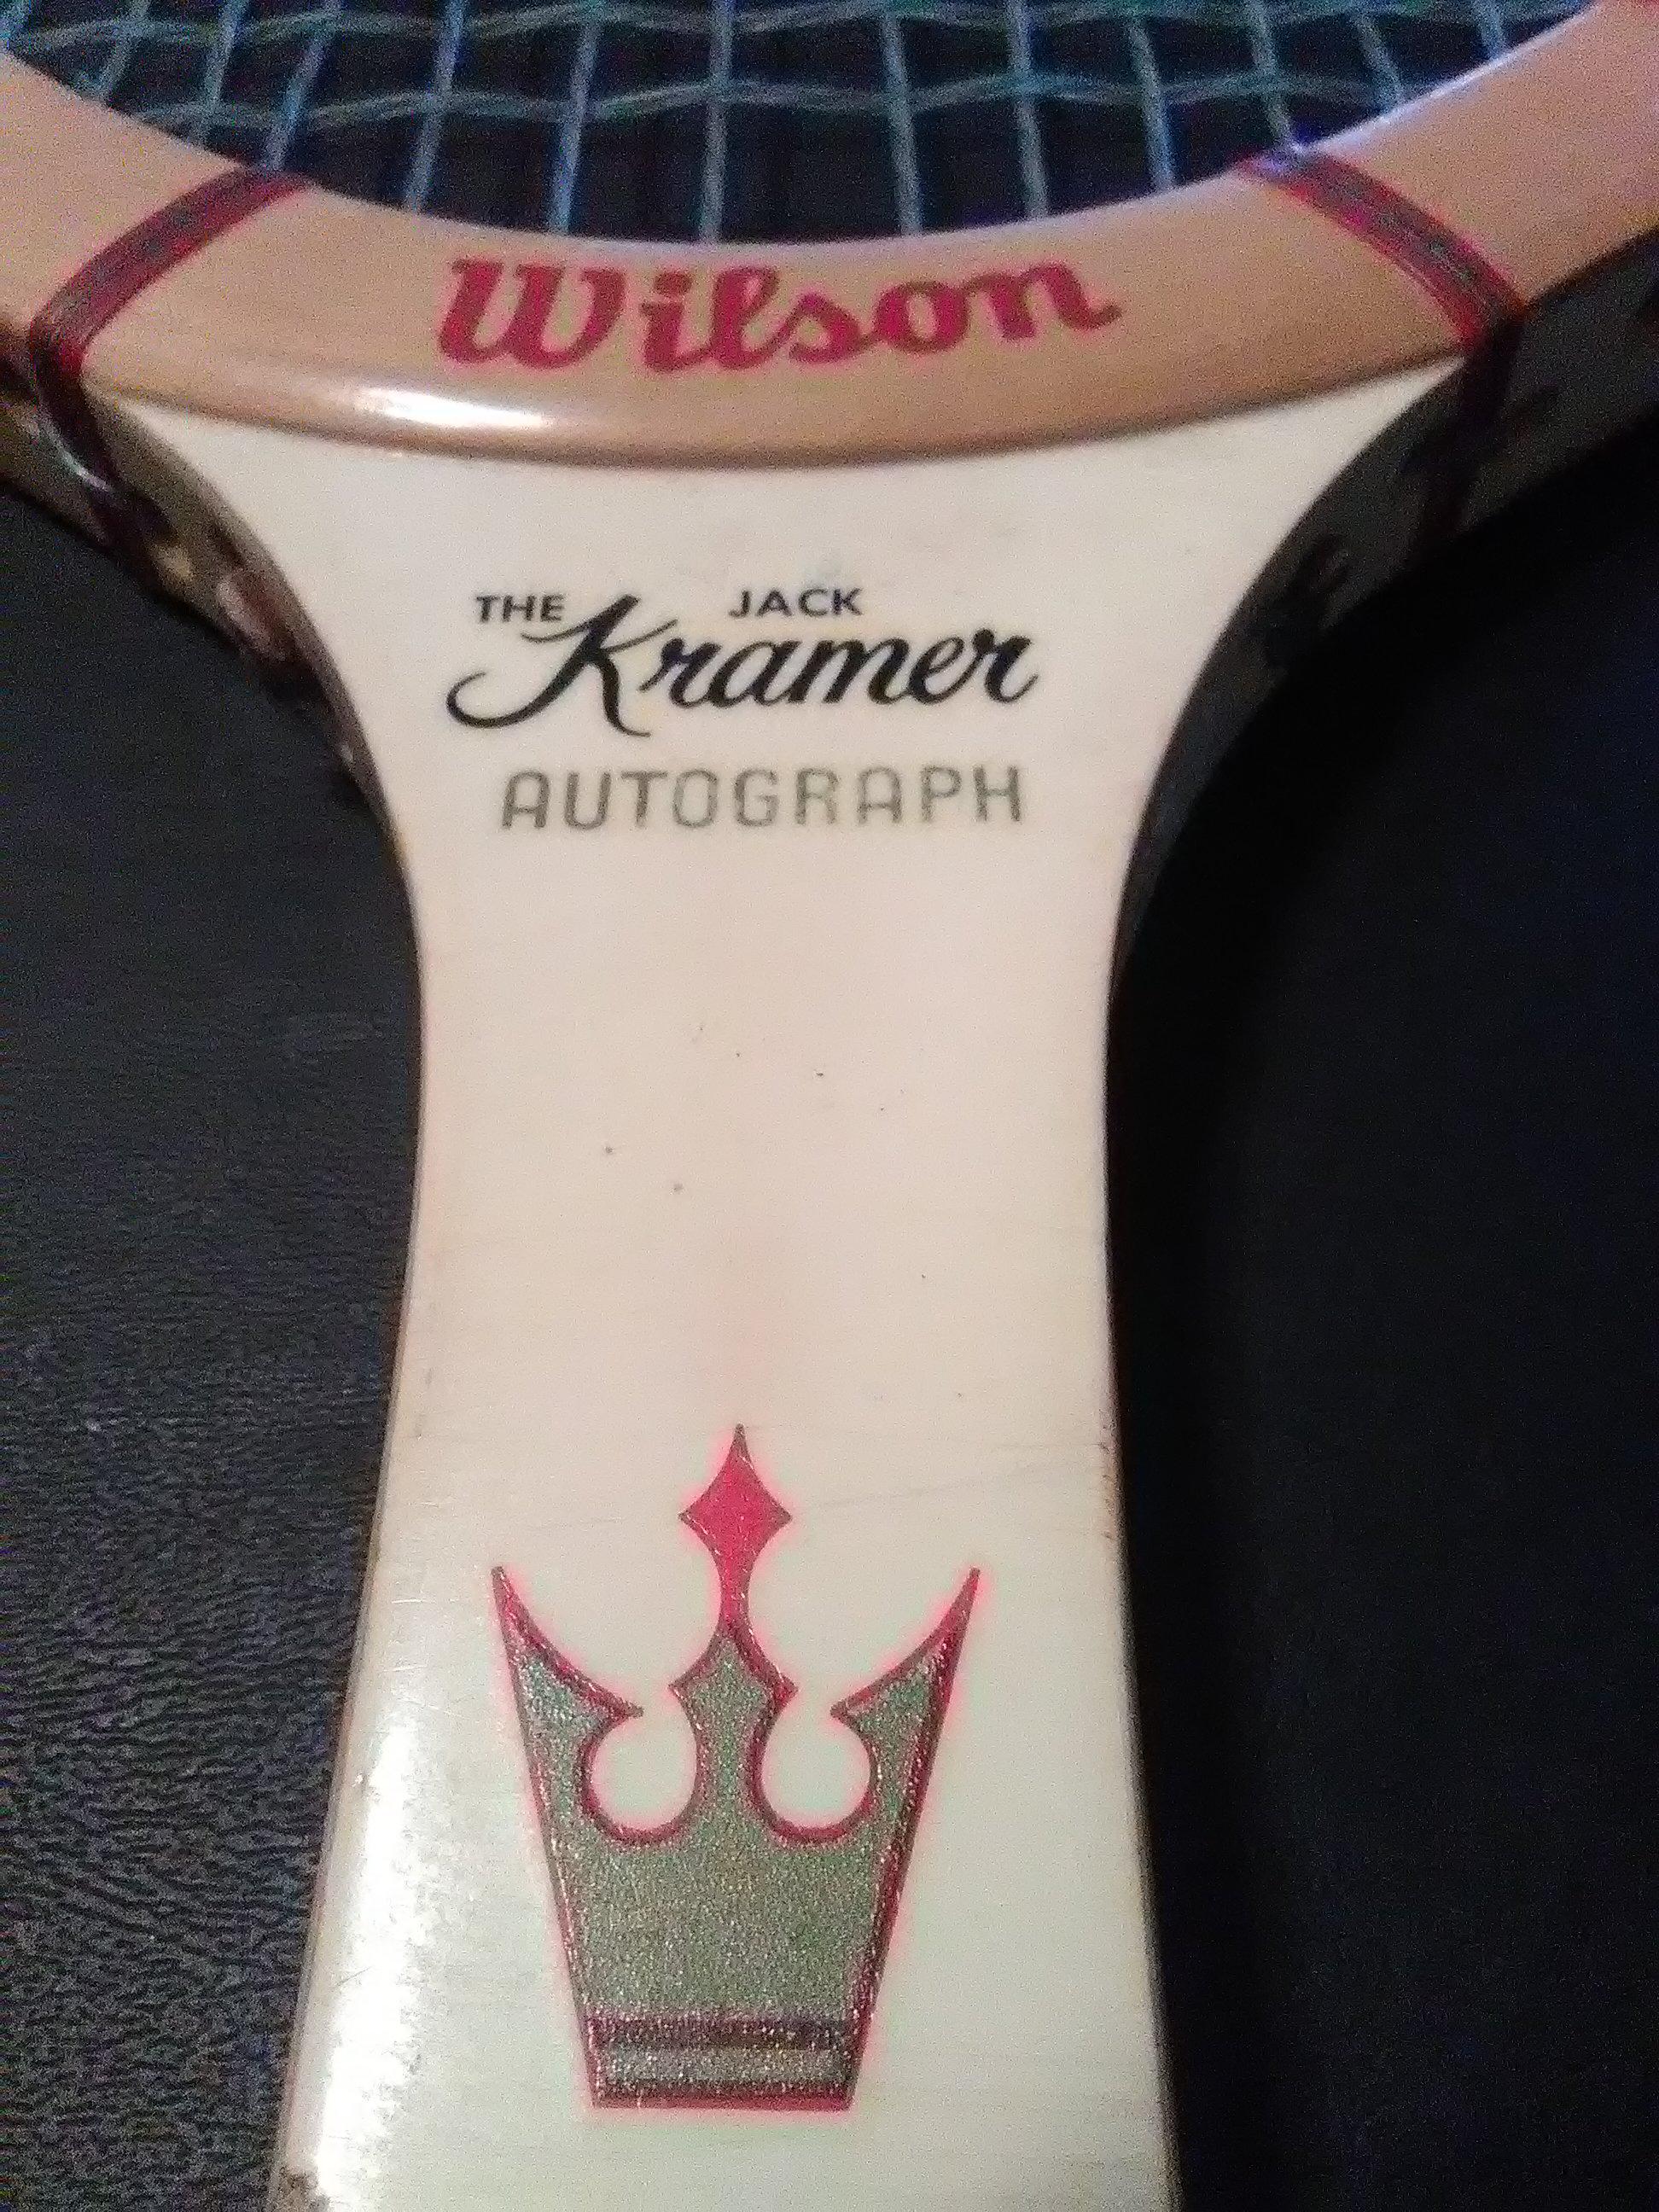 Wilson
THE JACK
Kramer
AUTOGRAPH